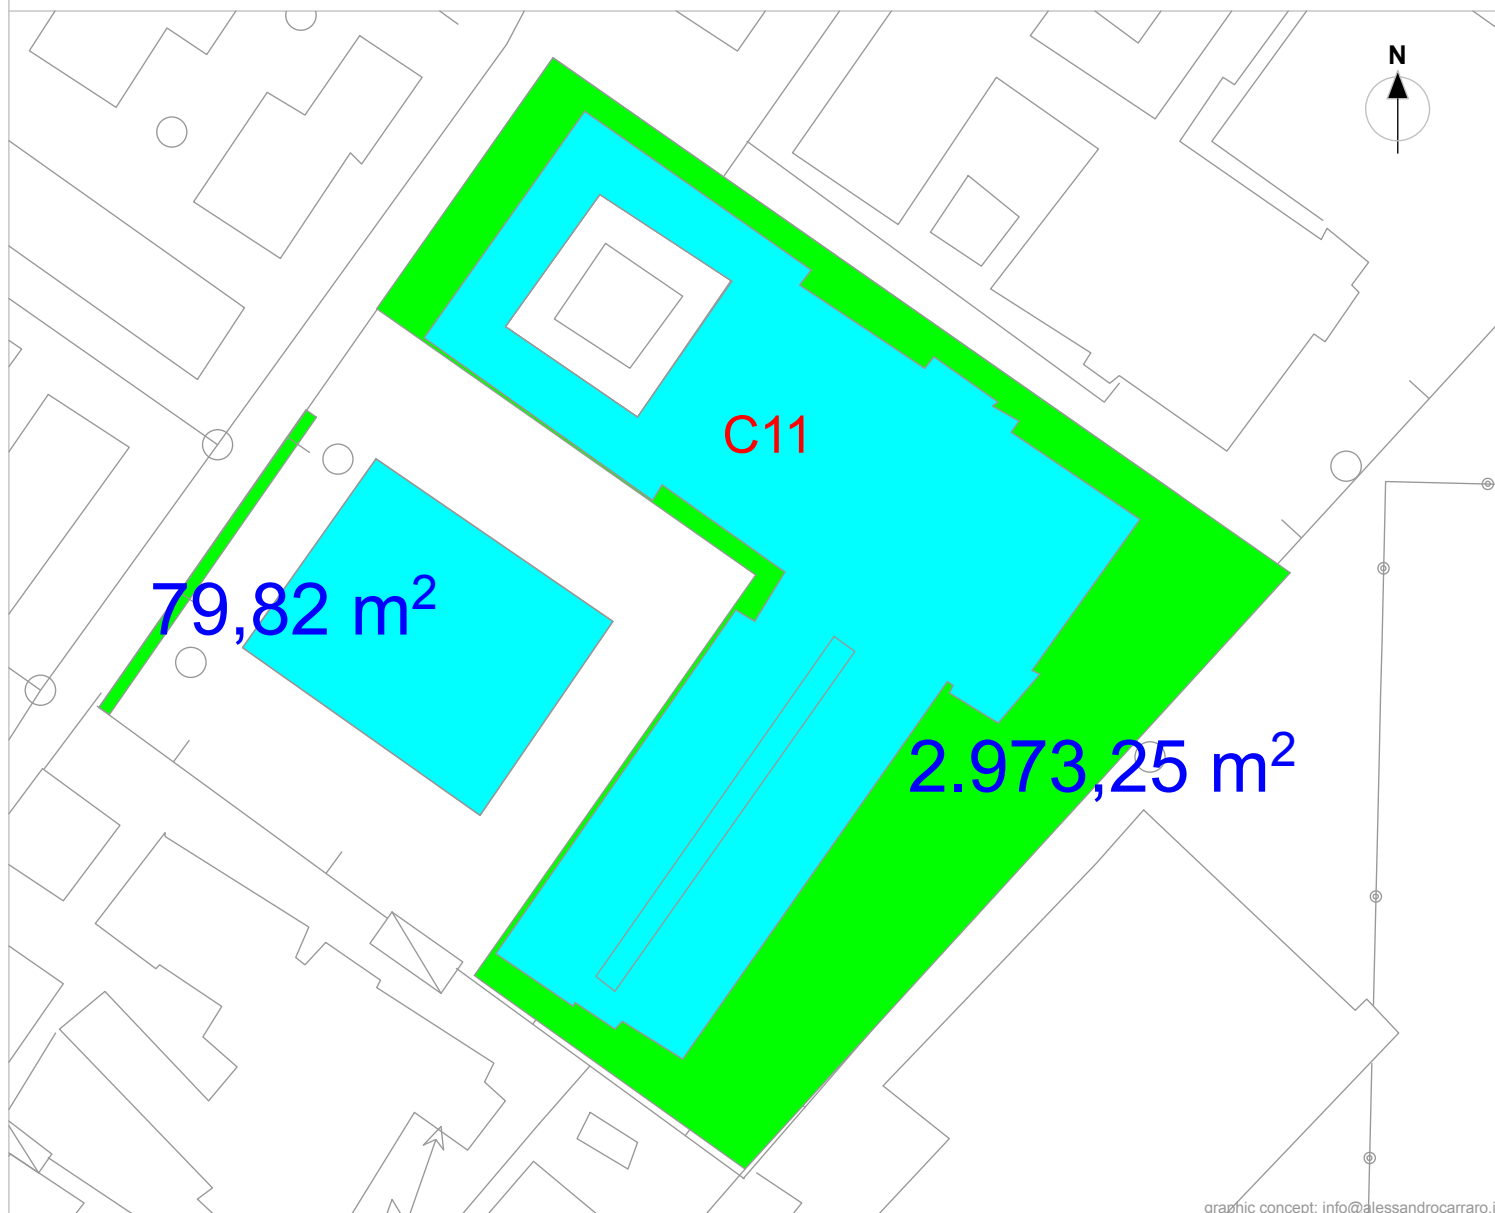 N
C11
79,82 m²
2.973,25 m²
graphic concept: info@alessandrocarraro.i